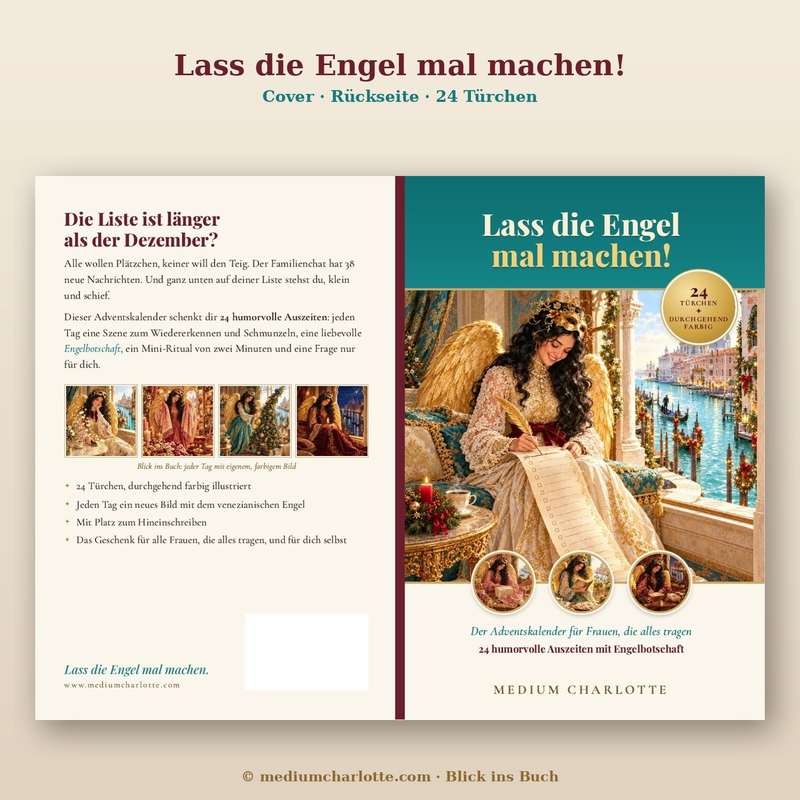 Lass die Engel mal machen!
Cover · Rückseite · 24 Türchen
Die Liste ist länger
als der Dezember?
Alle wollen Plätzchen, keiner will den Teig. Der Familienchat hat 38
neue Nachrichten. Und ganz unten auf deiner Liste stehst du, klein
und schief.
Dieser Adventskalender schenkt dir 24 humorvolle Auszeiten: jeden
Tag eine Szene zum Wiedererkennen und Schmunzeln, eine liebevolle
Engelbotschaft, ein Mini-Ritual von zwei Minuten und eine Frage nur
für dich.
Blick ins Buch: jeder Tag mit eigenem, farbigem Bild
24 Türchen, durchgehend farbig illustriert
Jeden Tag ein neues Bild mit dem venezianischen Engel
Mit Platz zum Hineinschreiben
Das Geschenk für alle Frauen, die alles tragen, und für dich selbst
Lass die Engel mal machen.
www.mediumcharlotte.com
Lass die Engel
mal machen!
24
TÜRCHEN
DURCHGEHEND
FARBIG
Der Adventskalender für Frauen, die alles tragen
24 humorvolle Auszeiten mit Engelbotschaft
MEDIUM CHARLOTTE
© mediumcharlotte.com · Blick ins Buch